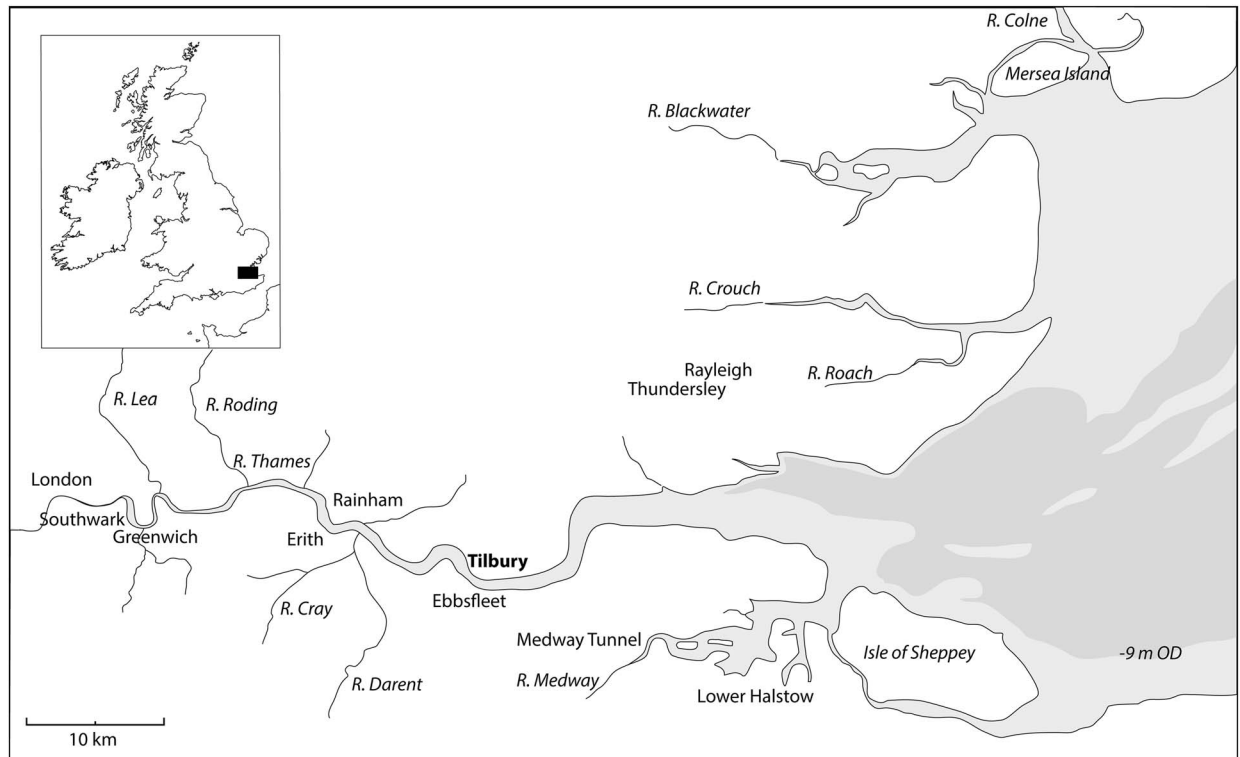 R. Colne
Mersea Island
R. Blackwater
R. Crouch
Rayleigh
Thundersley
R. Roach
R. Lea
R. Roding
R. Thames
London
Rainham
Southwark
Greenwich
Erith
Tilbury
Ebbsfleet
R. Cray
Medway Tunnel
Isle of Sheppey
-9 m OD
R. Darent
R. Medway
Lower Halstow
10 km